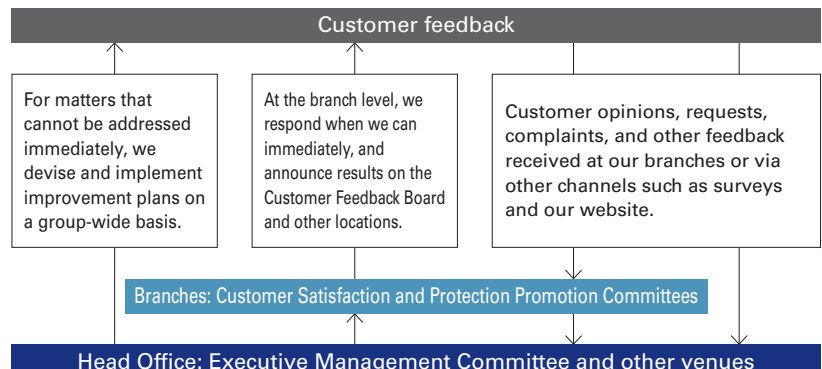 Customer feedback
For matters that
cannot be addressed
immediately, we
devise and implement
improvement plans on
a group-wide basis.
At the branch level, we
respond when we can
immediately, and
announce results on the
Customer Feedback Board
and other locations.
Customer opinions, requests,
complaints, and other feedback
received at our branches or via
other channels such as surveys
and our website.
Branches: Customer Satisfaction and Protection Promotion Committees
Head Office: Executive Management Committee and other venues